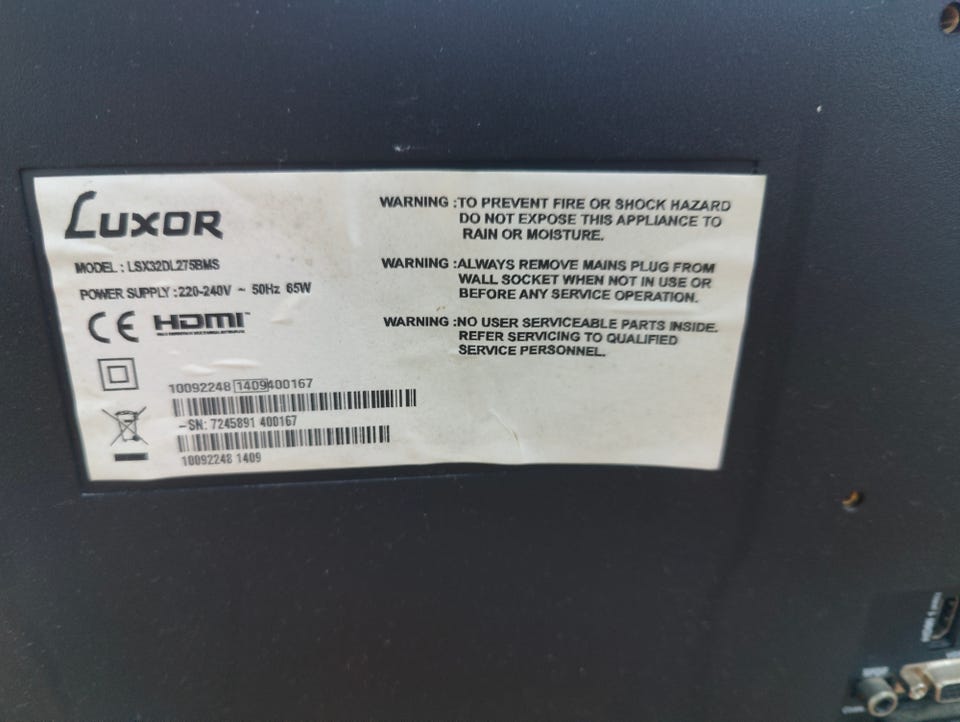 LUXOR
MODEL : LSX32DL275BMS
POWER SUPPLY : 220-240V ~ 50Hz 65W
CE HDMI
10092248 1409400167
-SN: 7245891 400167
10092248 1409
WARNING :TO PREVENT FIRE OR SHOCK HAZARD
DO NOT EXPOSE THIS APPLIANCE TO
RAIN OR MOISTURE.
WARNING :ALWAYS REMOVE MAINS PLUG FROM
WALL SOCKET WHEN NOT IN USE OR
BEFORE ANY SERVICE OPERATION.
WARNING :NO USER SERVICEABLE PARTS INSIDE.
REFER SERVICING TO QUALIFIED
SERVICE PERSONNEL.